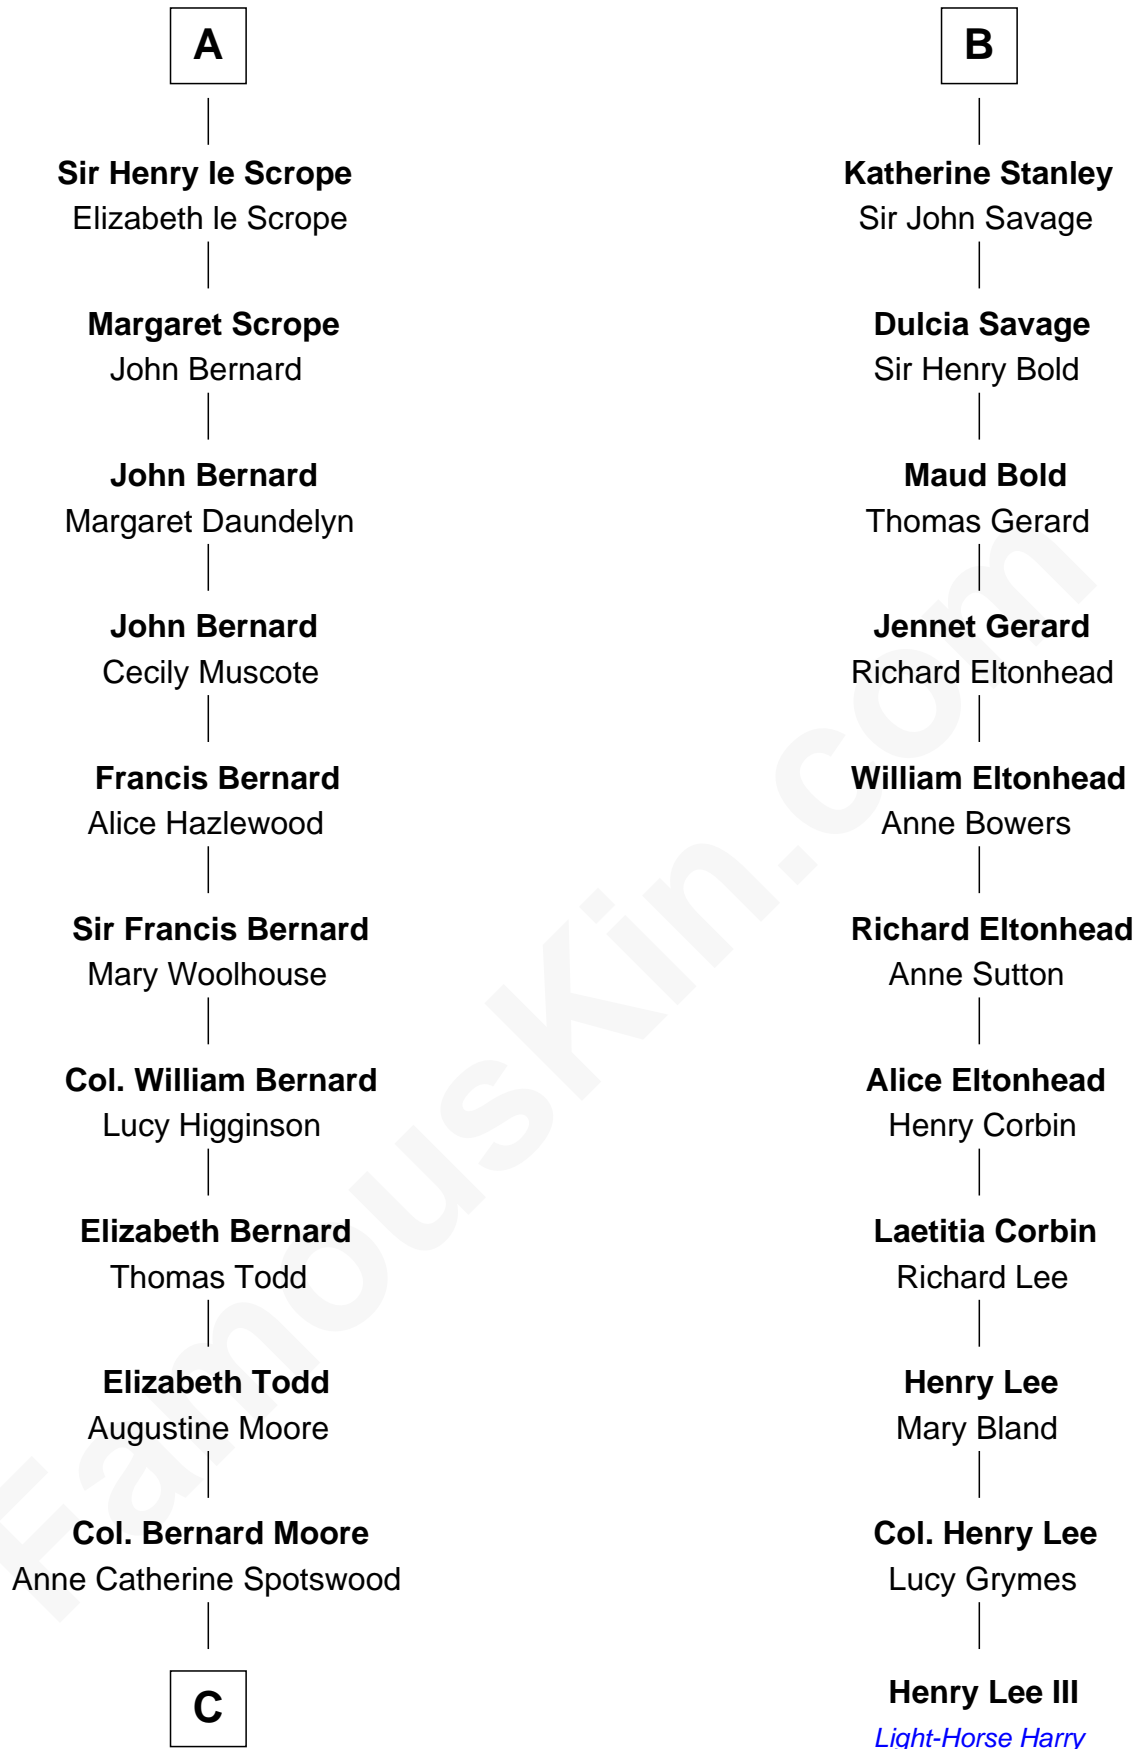 A
Sir Henry le Scrope
Elizabeth le Scrope
Margaret Scrope
John Bernard
John Bernard
Margaret Daundelyn
John Bernard
Cecily Muscote
Francis Bernard
Alice Hazlewood
Sir Francis Bernard
Mary Woolhouse
Col. William Bernard
Lucy Higginson
Elizabeth Bernard
Thomas Todd
Elizabeth Todd
Augustine Moore
Col. Bernard Moore
Anne Catherine Spotswood
C
B
Katherine Stanley
Sir John Savage
Dulcia Savage
Sir Henry Bold
Maud Bold
Thomas Gerard
Jennet Gerard
Richard Eltonhead
William Eltonhead
Anne Bowers
Richard Eltonhead
Anne Sutton
Alice Eltonhead
Henry Corbin
Laetitia Corbin
Richard Lee
Henry Lee
Mary Bland
Col. Henry Lee
Lucy Grymes
Henry Lee III
Light-Horse Harry
FamousKin.com